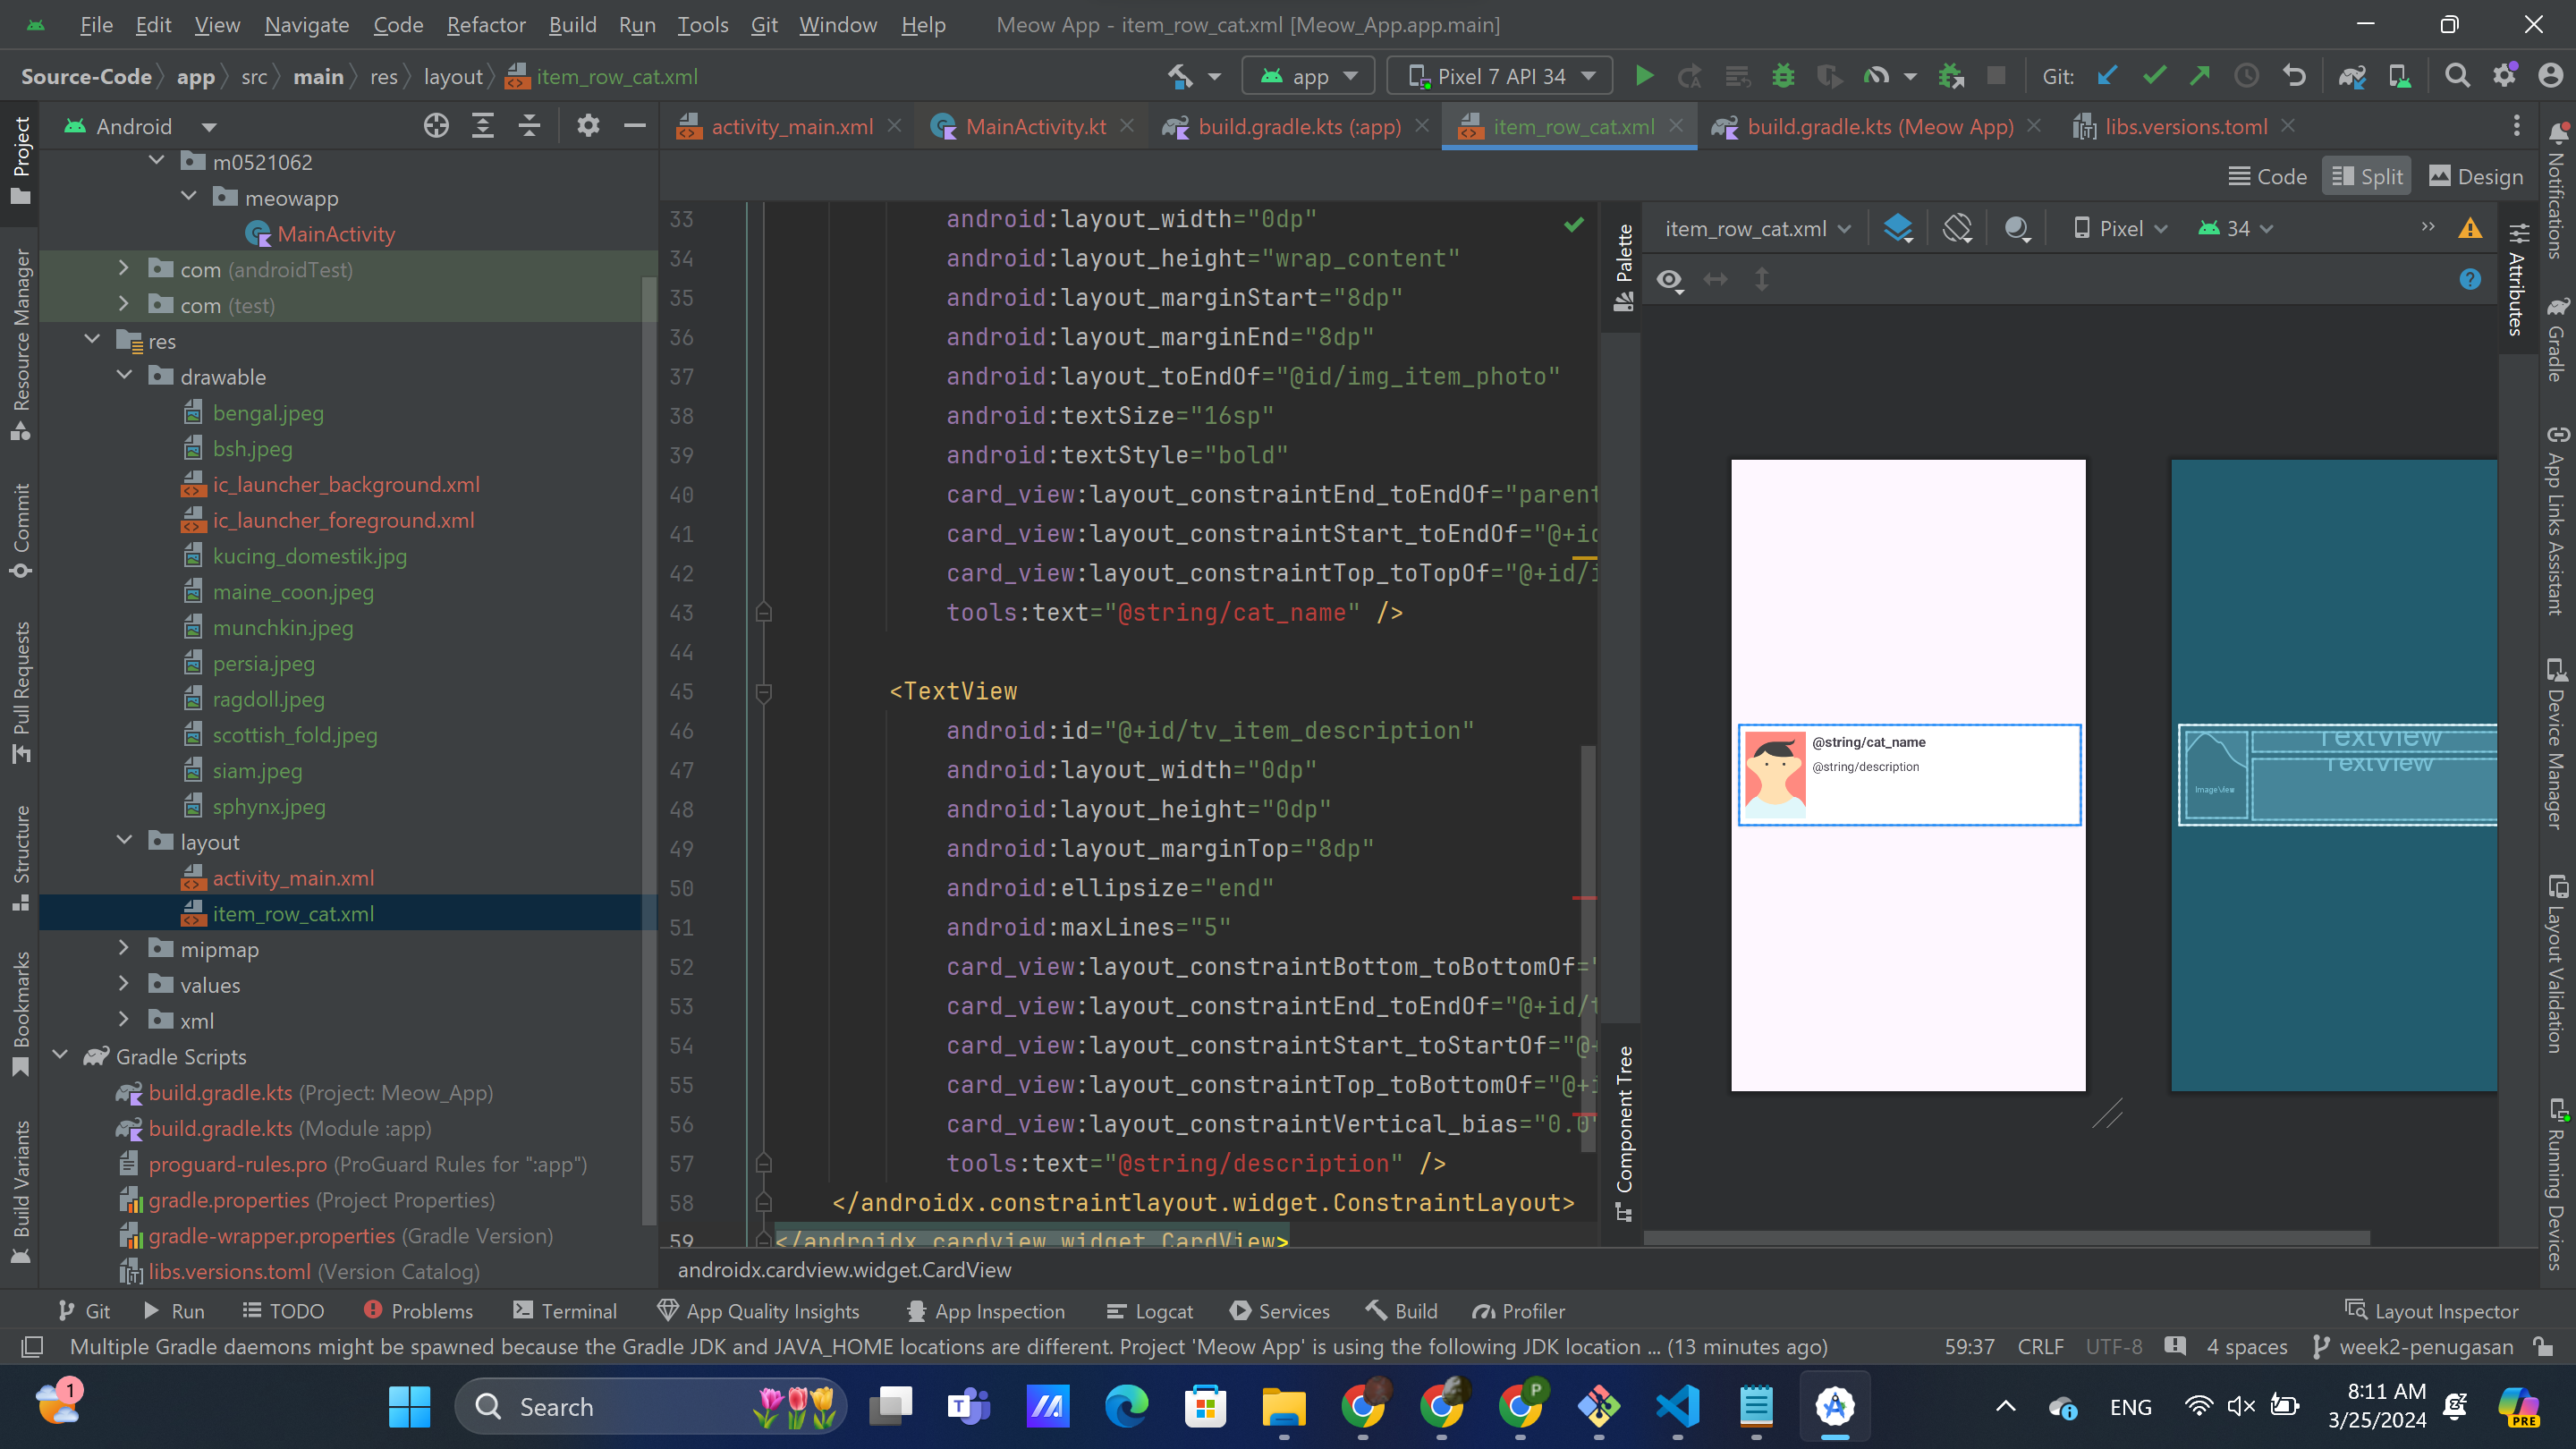 File Edit View Navigate Code Refactor Build Run Tools Git Window Help Meow App - item_row_cat.xml [Meow_App.app.main]
Source-Code app src main res layout item_row_cat.xml app Pixel 7 API 34 Git:
Project
Resource Manager
Commit
Pull Requests
Structure
Bookmarks
Build Variants
Android
m0521062
meowapp
MainActivity
com (androidTest)
com (test)
res
drawable
bengal.jpeg
bsh.jpeg
ic_launcher_background.xml
ic_launcher_foreground.xml
kucing_domestik.jpg
maine_coon.jpeg
munchkin.jpeg
persia.jpeg
ragdoll.jpeg
scottish_fold.jpeg
siam.jpeg
sphynx.jpeg
layout
activity_main.xml
item_row_cat.xml
mipmap
values
xml
Gradle Scripts
build.gradle.kts (Project: Meow_App)
build.gradle.kts (Module :app)
proguard-rules.pro (ProGuard Rules for ":app")
gradle.properties (Project Properties)
gradle-wrapper.properties (Gradle Version)
libs.versions.toml (Version Catalog)
activity_main.xml MainActivity.kt build.gradle.kts (:app) item_row_cat.xml build.gradle.kts (Meow App) libs.versions.toml
Code Split Design
33 android:layout_width="0dp"
34 android:layout_height="wrap_content"
35 android:layout_marginStart="8dp"
36 android:layout_marginEnd="8dp"
37 android:layout_toEndOf="@id/img_item_photo"
38 android:textSize="16sp"
39 android:textStyle="bold"
40 card_view:layout_constraintEnd_toEndOf="parent
41 card_view:layout_constraintStart_toEndOf="@+id
42 card_view:layout_constraintTop_toTopOf="@+id/i
43 tools:text="@string/cat_name" />
44
45 <TextView
46 android:id="@+id/tv_item_description"
47 android:layout_width="0dp"
48 android:layout_height="0dp"
49 android:layout_marginTop="8dp"
50 android:ellipsize="end"
51 android:maxLines="5"
52 card_view:layout_constraintBottom_toBottomOf="
53 card_view:layout_constraintEnd_toEndOf="@+id/t
54 card_view:layout_constraintStart_toStartOf="@+
55 card_view:layout_constraintTop_toBottomOf="@+i
56 card_view:layout_constraintVertical_bias="0.0"
57 tools:text="@string/description" />
58 </androidx.constraintlayout.widget.ConstraintLayout>
59 </androidx.cardview.widget.CardView>
androidx.cardview.widget.CardView
Palette
Component Tree
item_row_cat.xml Pixel 34
@string/cat_name
@string/description
TextView
TextView
ImageView
Attributes
Notifications
Gradle
App Links Assistant
Device Manager
Layout Validation
Running Devices
Git Run TODO Problems Terminal App Quality Insights App Inspection Logcat Services Build Profiler Layout Inspector
Multiple Gradle daemons might be spawned because the Gradle JDK and JAVA_HOME locations are different. Project 'Meow App' is using the following JDK location ... (13 minutes ago) 59:37 CRLF UTF-8 4 spaces week2-penugasan
1 Search T P ENG 8:11 AM
3/25/2024
PRE